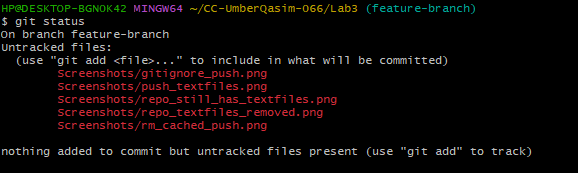 HP@DESKTOP-BGNOK42 MINGW64 ~/CC-UmberQasim-066/Lab3 (feature-branch)
$ git status
On branch feature-branch
Untracked files:
  (use "git add <file>..." to include in what will be committed)
        Screenshots/gitignore_push.png
        Screenshots/push_textfiles.png
        Screenshots/repo_still_has_textfiles.png
        Screenshots/repo_textfiles_removed.png
        Screenshots/rm_cached_push.png

nothing added to commit but untracked files present (use "git add" to track)